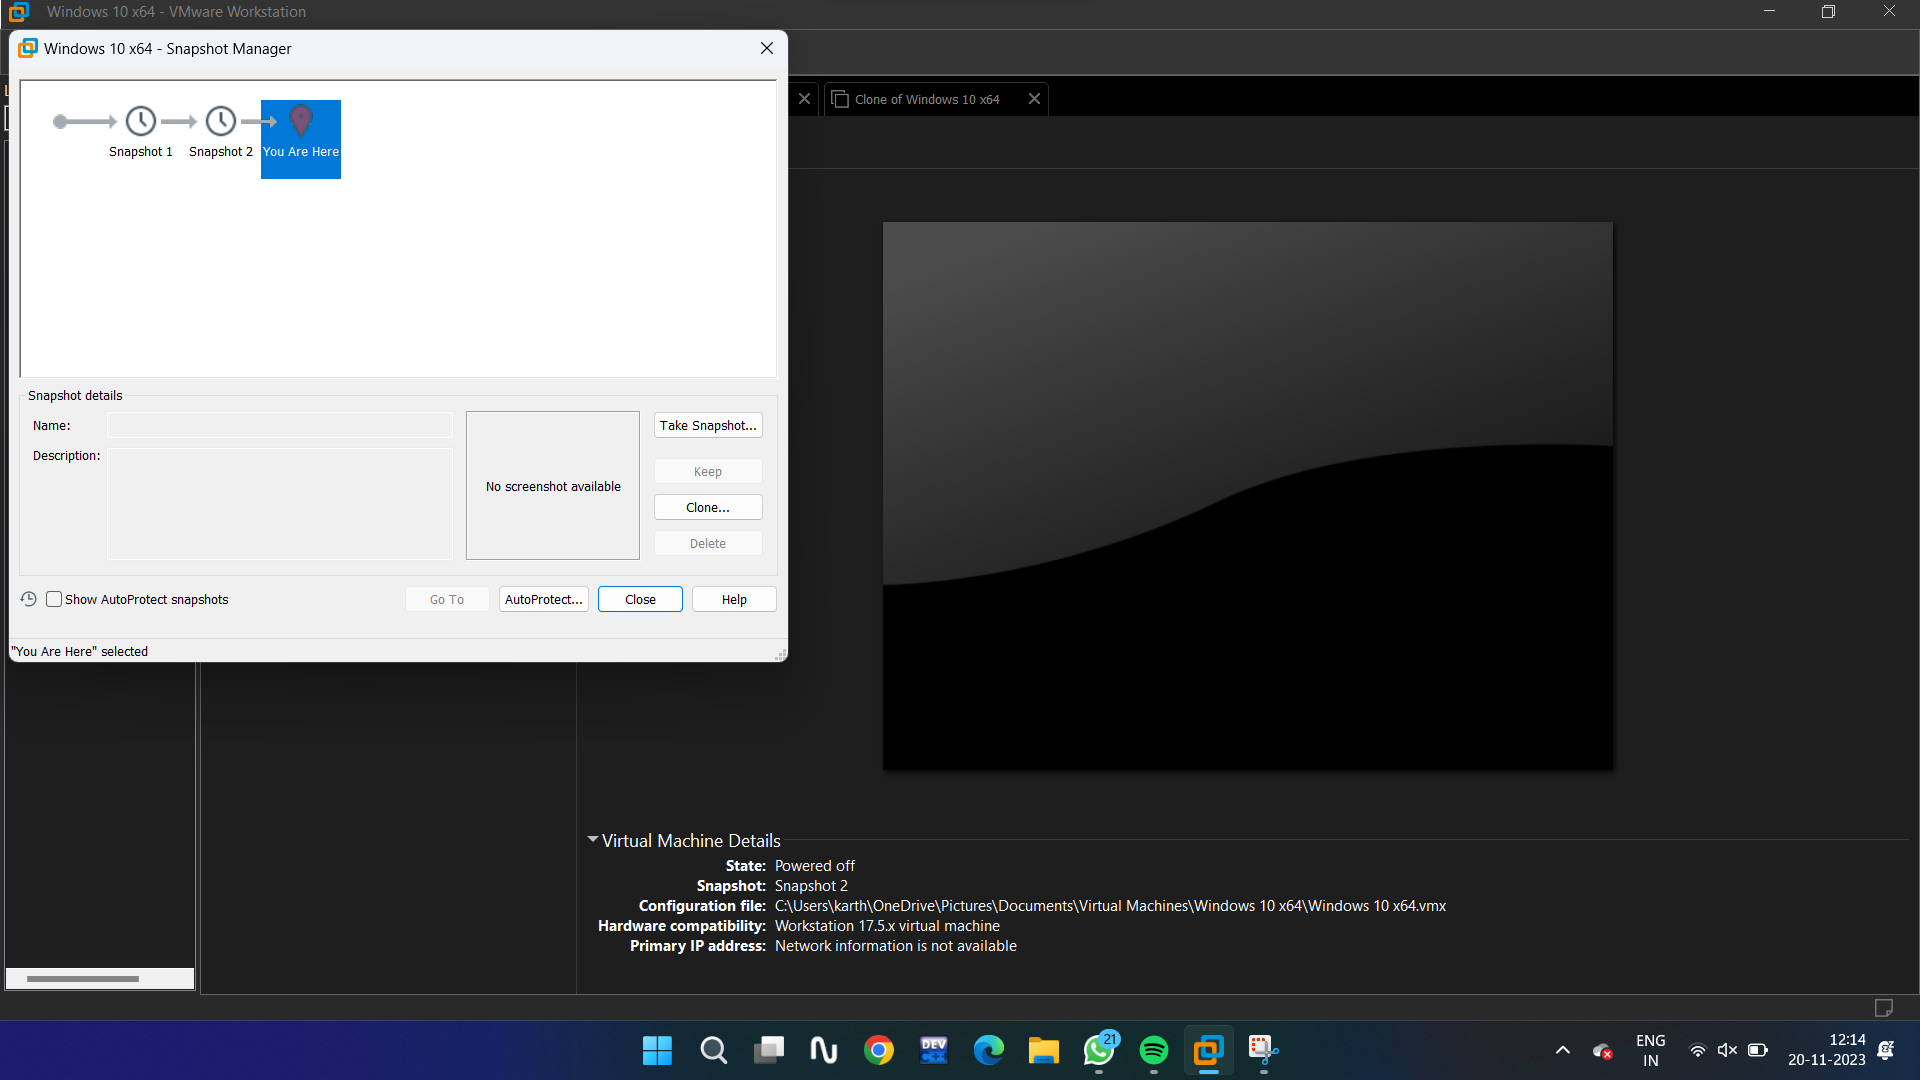 Windows 10 x64 - VMware Workstation
Windows 10 x64 - Snapshot Manager
Clone of Windows 10 x64
Snapshot 1
Snapshot 2
You Are Here
Snapshot details
Name:
Description:
No screenshot available
Take Snapshot...
Keep
Clone...
Delete
Show AutoProtect snapshots
Go To
AutoProtect...
Close
Help
"You Are Here" selected
Virtual Machine Details
State: Powered off
Snapshot: Snapshot 2
Configuration file: C:\Users\karth\OneDrive\Pictures\Documents\Virtual Machines\Windows 10 x64\Windows 10 x64.vmx
Hardware compatibility: Workstation 17.5.x virtual machine
Primary IP address: Network information is not available
DEV
C++
21
ENG
IN
12:14
20-11-2023